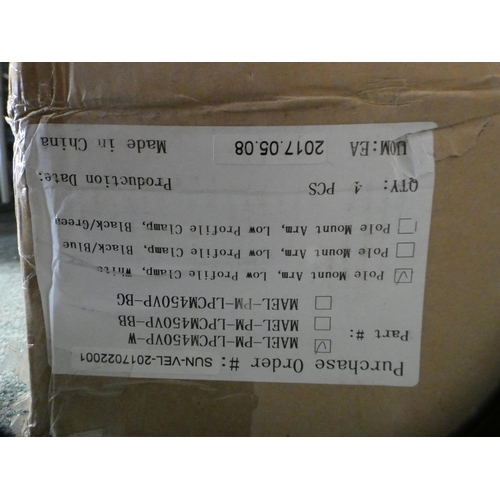 Purchase Order #: SUN-VEL-2017022001
Part #: MAEL-PM-LPCM450VP-W
MAEL-PM-LPCM450VP-BB
MAEL-PM-LPCM450VP-BG
Pole Mount Arm, Low Profile Clamp, White
Pole Mount Arm, Low Profile Clamp, Black/Blue
Pole Mount Arm, Low Profile Clamp, Black/Green
QTY: 4 PCS Production Date:
UOM:EA 2017.05.08 Made in China